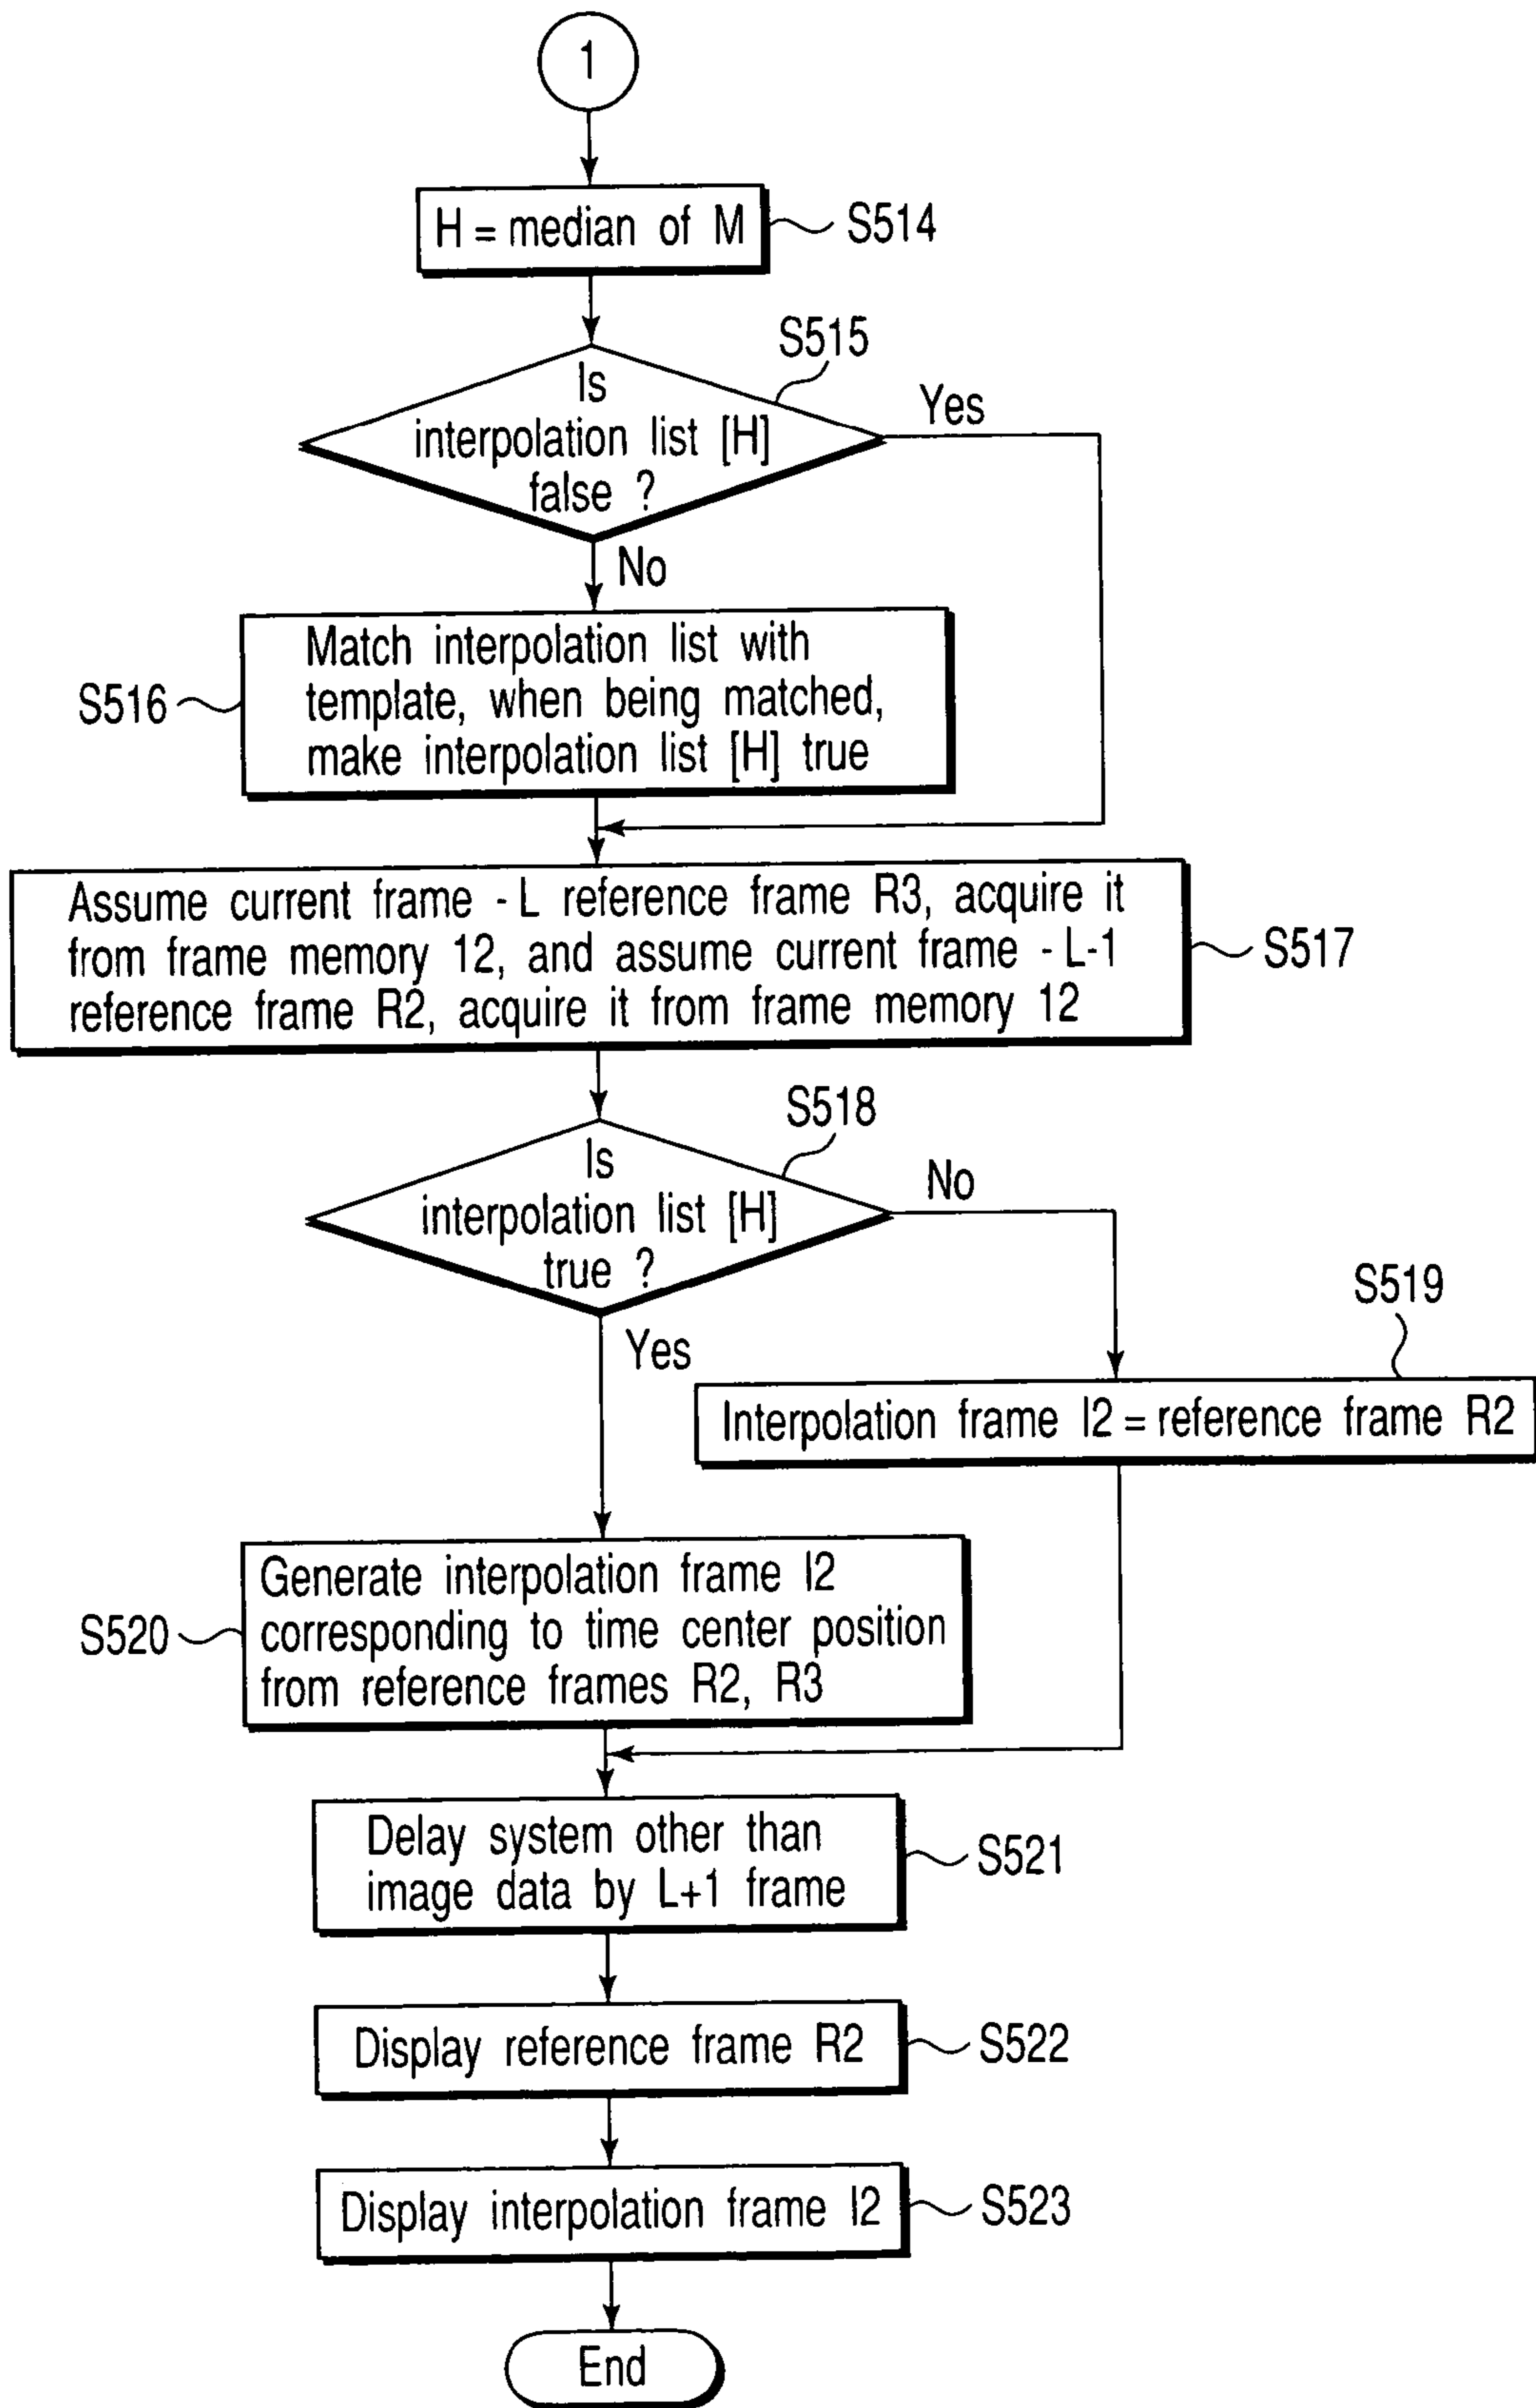 1
H = median of M
S514
S515
Is
interpolation list [H]
false ?
Yes
No
Match interpolation list with
template, when being matched,
make interpolation list [H] true
S516
Assume current frame - L reference frame R3, acquire it
from frame memory 12, and assume current frame - L-1
reference frame R2, acquire it from frame memory 12
S517
S518
Is
interpolation list [H]
true ?
No
Yes
S519
Interpolation frame I2 = reference frame R2
Generate interpolation frame I2
corresponding to time center position
from reference frames R2, R3
S520
Delay system other than
image data by L+1 frame
S521
Display reference frame R2
S522
Display interpolation frame I2
S523
End